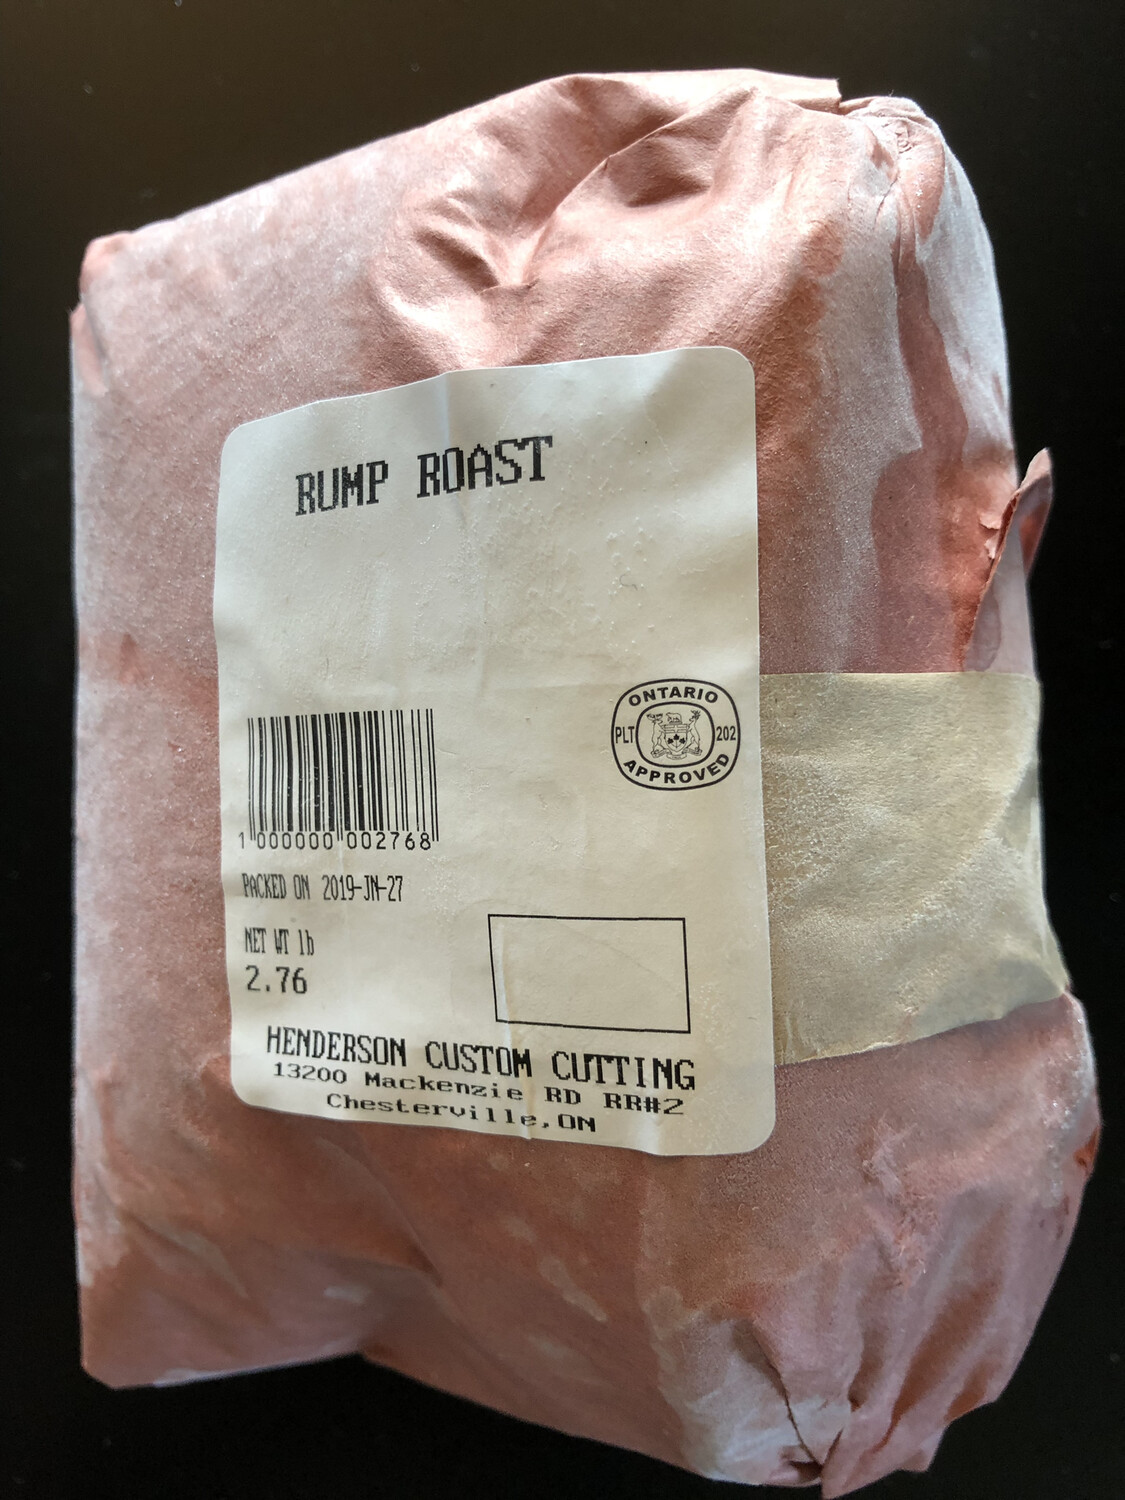 RUMP ROAST
ONTARIO
PLT 202
APPROVED
1 000000 002768
PACKED ON 2019-JN-27
NET WT lb
2.76
HENDERSON CUSTOM CUTTING
13200 Mackenzie RD RR#2
Chesterville, ON